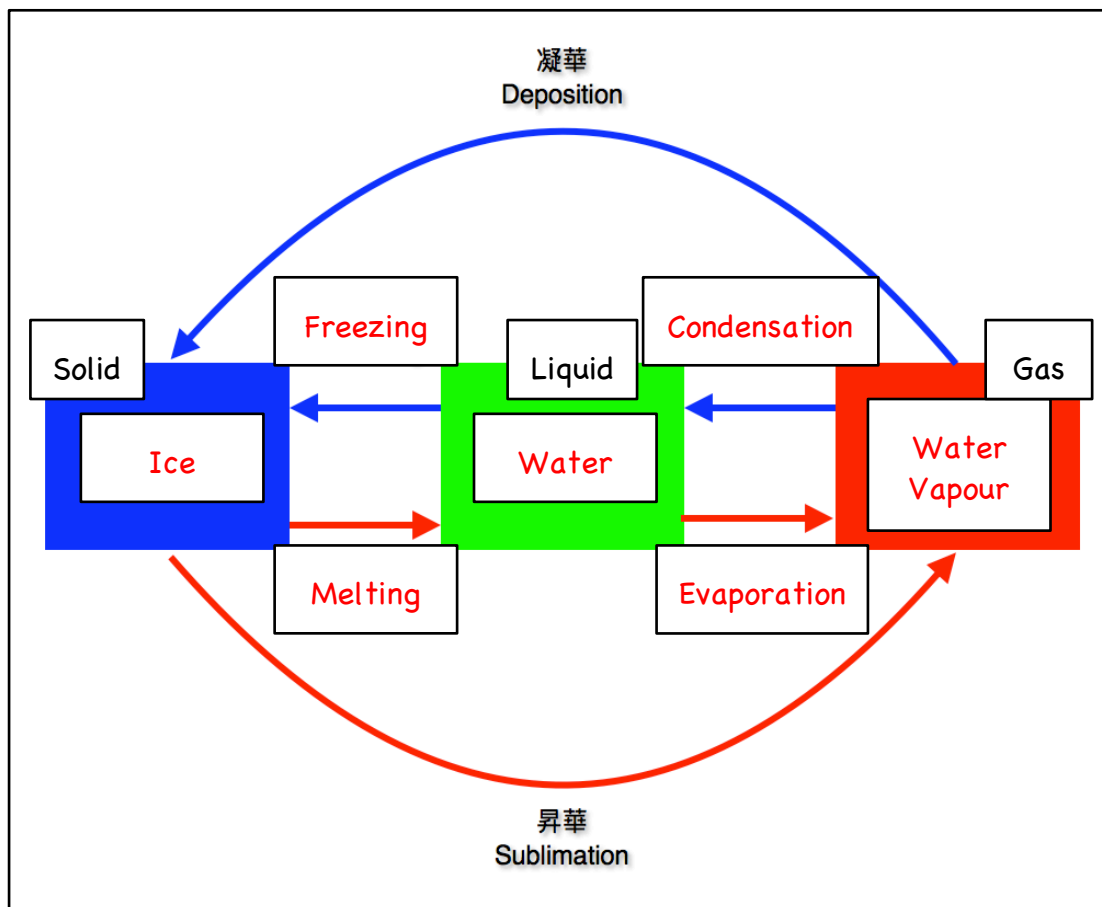 凝華
Deposition
Freezing
Condensation
Solid
Liquid
Gas
Ice
Water
Water
Vapour
Melting
Evaporation
昇華
Sublimation